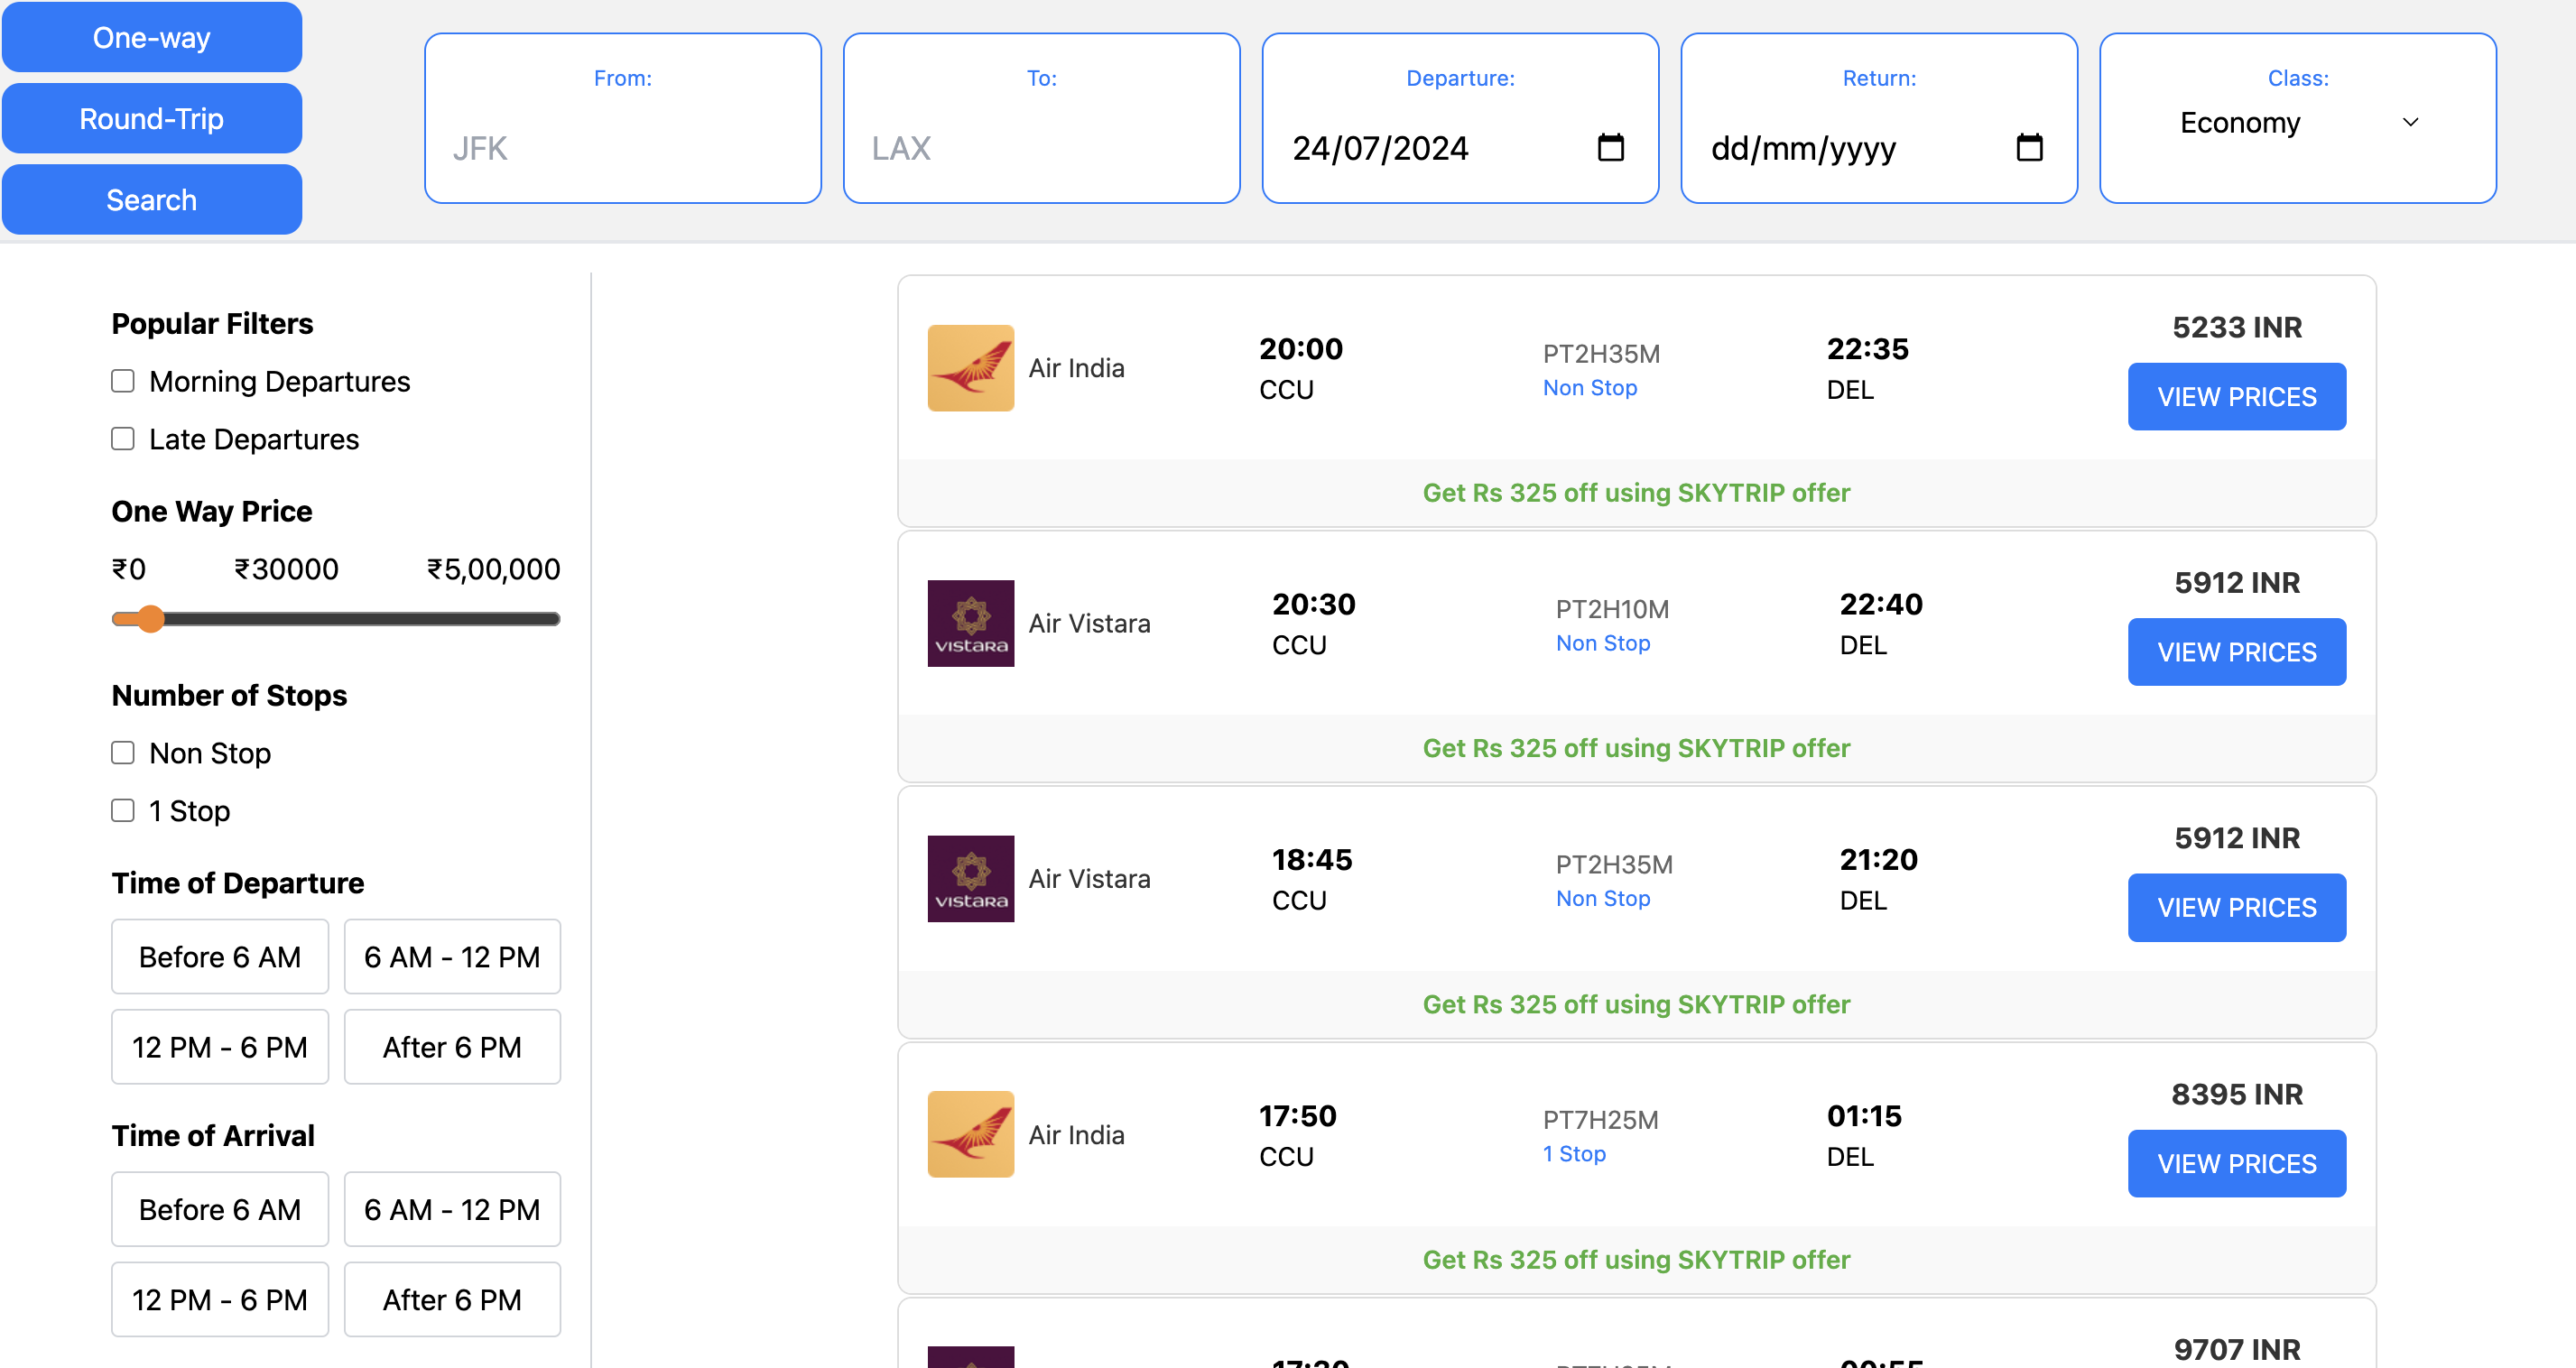 One-way
Round-Trip
Search
From:
JFK
To:
LAX
Departure:
24/07/2024
Return:
dd/mm/yyyy
Class:
Economy
Popular Filters
Morning Departures
Late Departures
One Way Price
₹0 ₹30000 ₹5,00,000
Number of Stops
Non Stop
1 Stop
Time of Departure
Before 6 AM
6 AM - 12 PM
12 PM - 6 PM
After 6 PM
Time of Arrival
Before 6 AM
6 AM - 12 PM
12 PM - 6 PM
After 6 PM
Air India
20:00
CCU
PT2H35M
Non Stop
22:35
DEL
5233 INR
VIEW PRICES
Get Rs 325 off using SKYTRIP offer
vistara
Air Vistara
20:30
CCU
PT2H10M
Non Stop
22:40
DEL
5912 INR
VIEW PRICES
Get Rs 325 off using SKYTRIP offer
vistara
Air Vistara
18:45
CCU
PT2H35M
Non Stop
21:20
DEL
5912 INR
VIEW PRICES
Get Rs 325 off using SKYTRIP offer
Air India
17:50
CCU
PT7H25M
1 Stop
01:15
DEL
8395 INR
VIEW PRICES
Get Rs 325 off using SKYTRIP offer
9707 INR